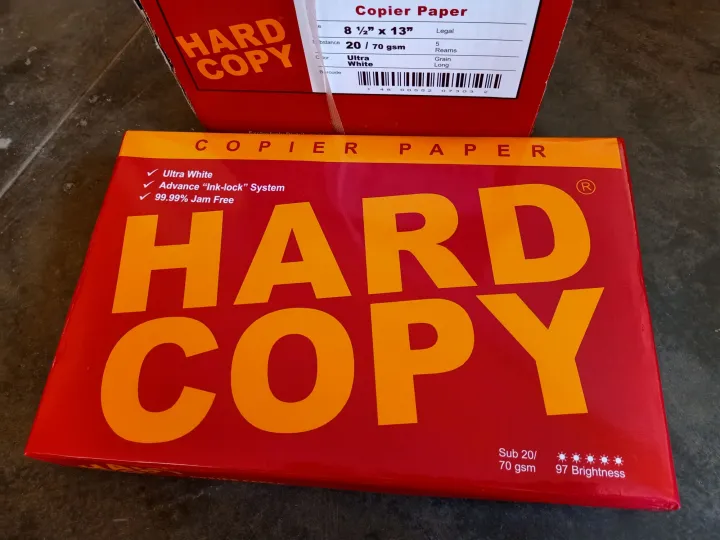 Copier Paper
HARD
COPY
8 ½" x 13"
Legal
20 / 70 gsm
5
Reams
Ultra
White
Grain
Long
COPIER PAPER
✓ Ultra White
✓ Advance "Ink-lock" System
✓ 99.99% Jam Free
HARD ®
COPY
Sub 20/
70 gsm
97 Brightness